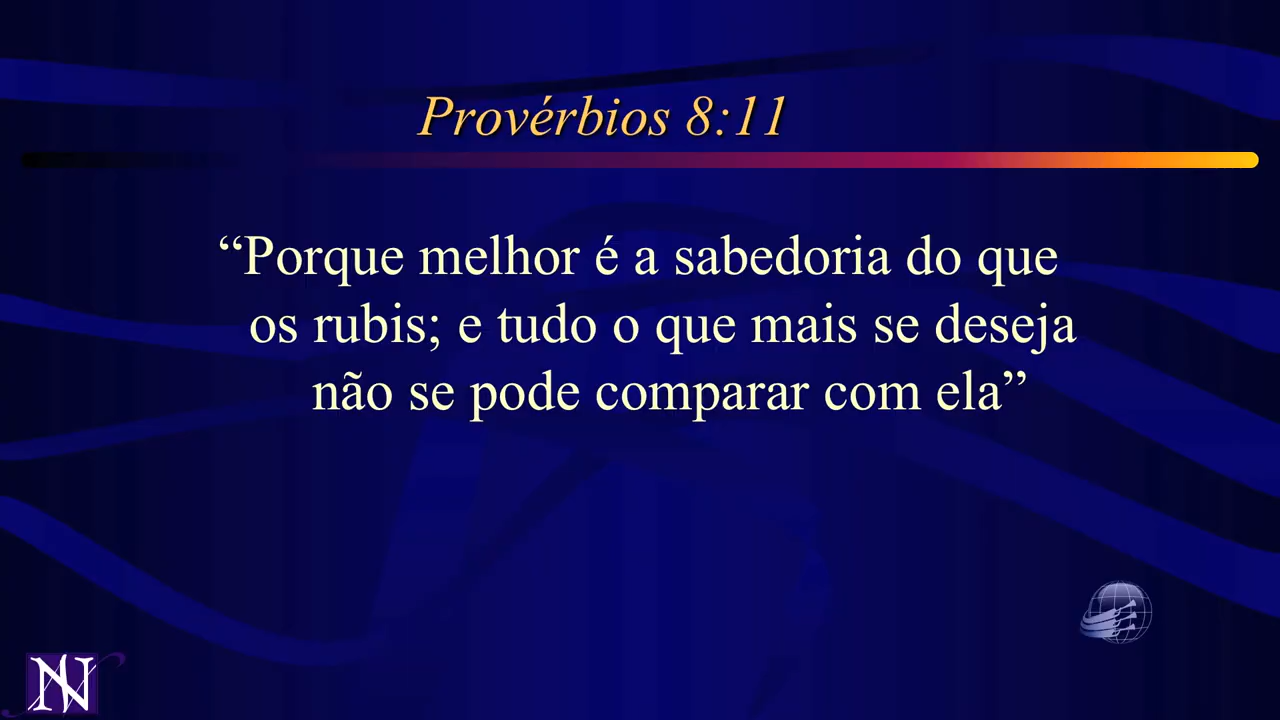 Provérbios 8:11
“Porque melhor é a sabedoria do que
os rubis; e tudo o que mais se deseja
não se pode comparar com ela”
N